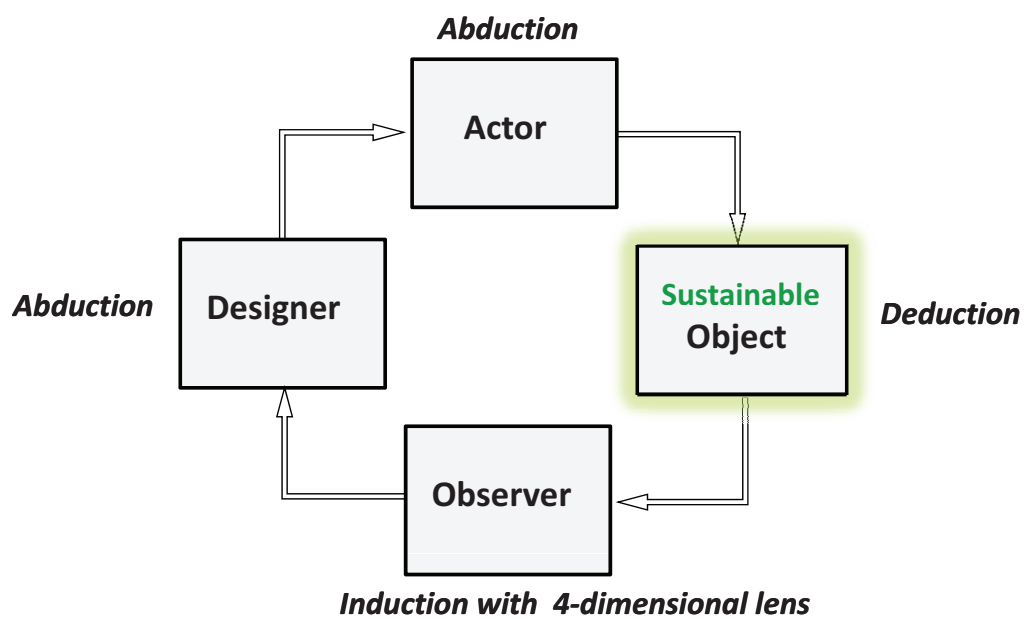 Abduction
Actor
Abduction
Designer
Sustainable
Object
Deduction
Observer
Induction with 4-dimensional lens